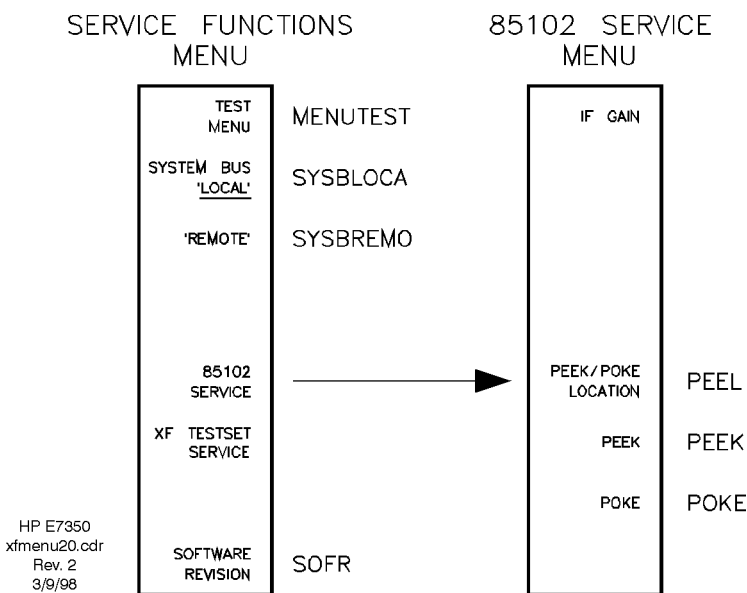 SERVICE FUNCTIONS
MENU
TEST
MENU
MENUTEST
SYSTEM BUS
'LOCAL'
SYSBLOCA
'REMOTE'
SYSBREMO
85102
SERVICE
XF TESTSET
SERVICE
SOFTWARE
REVISION
SOFR
85102 SERVICE
MENU
IF GAIN
PEEK/POKE
LOCATION
PEEL
PEEK
PEEK
POKE
POKE
HP E7350
xfmenu20.cdr
Rev. 2
3/9/98